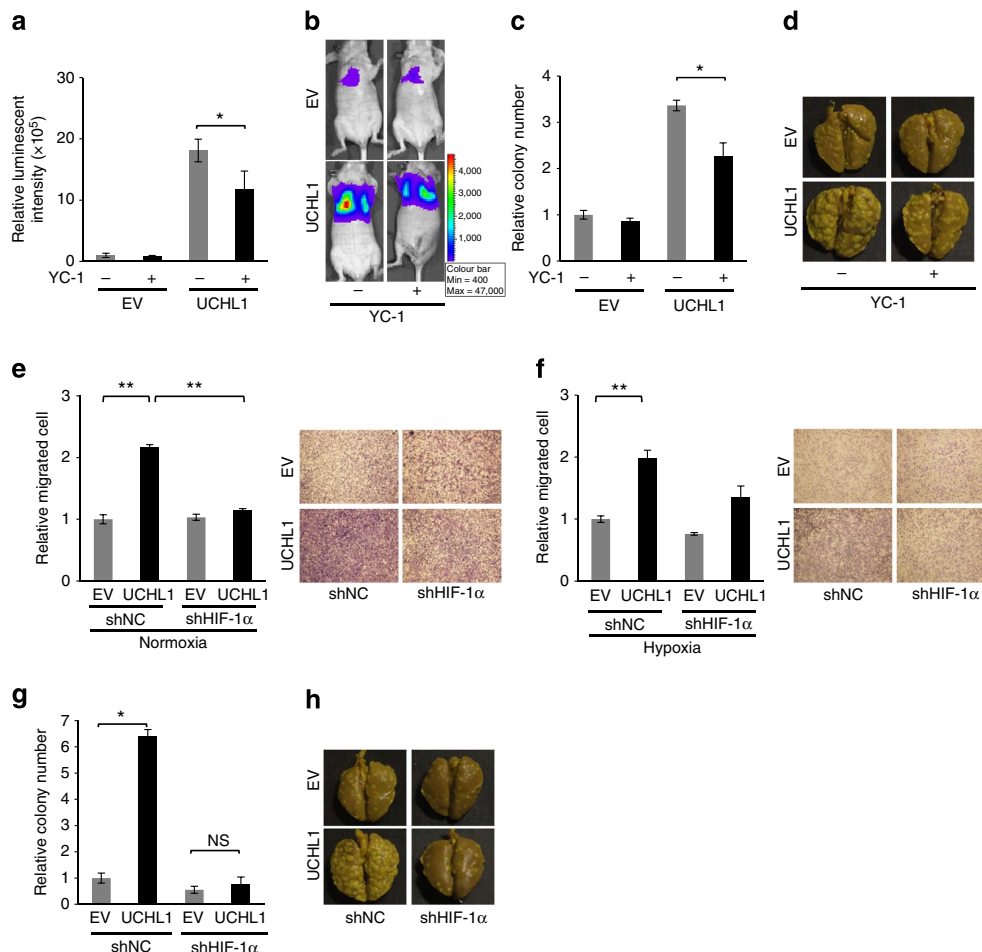 a
Relative luminescent
intensity (×10⁵)
30
20
10
0
*
YC-1
– + – +
EV UCHL1
b
EV
UCHL1
4,000
3,000
2,000
1,000
Colour bar
Min = 400
Max = 47,000
– +
YC-1
c
Relative colony number
4
3
2
1
0
*
YC-1
– + – +
EV UCHL1
d
EV
UCHL1
– +
YC-1
e
Relative migrated cell
3
2
1
0
** **
EV UCHL1 EV UCHL1
shNC shHIF-1α
Normoxia
EV
UCHL1
shNC shHIF-1α
f
Relative migrated cell
3
2
1
0
**
EV UCHL1 EV UCHL1
shNC shHIF-1α
Hypoxia
EV
UCHL1
shNC shHIF-1α
g
Relative colony number
7
6
5
4
3
2
1
0
*
NS
EV UCHL1 EV UCHL1
shNC shHIF-1α
h
EV
UCHL1
shNC shHIF-1α